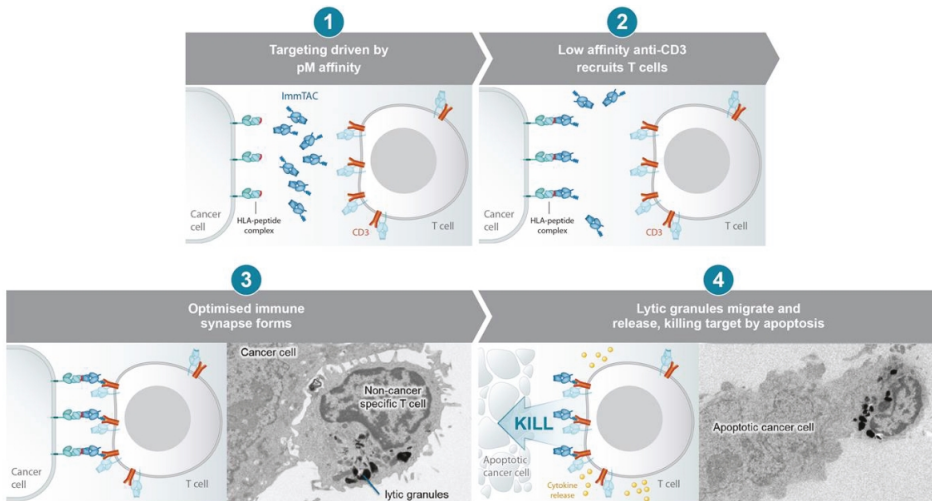 1
Targeting driven by
pM affinity
2
Low affinity anti-CD3
recruits T cells
ImmTAC
Cancer
cell
HLA-peptide
complex
CD3
T cell
Cancer
cell
HLA-peptide
complex
CD3
T cell
3
Optimised immune
synapse forms
4
Lytic granules migrate and
release, killing target by apoptosis
Cancer
cell
T cell
Cancer cell
Non-cancer
specific T cell
lytic granules
KILL
Apoptotic
cancer cell
Cytokine
release
T cell
Apoptotic cancer cell